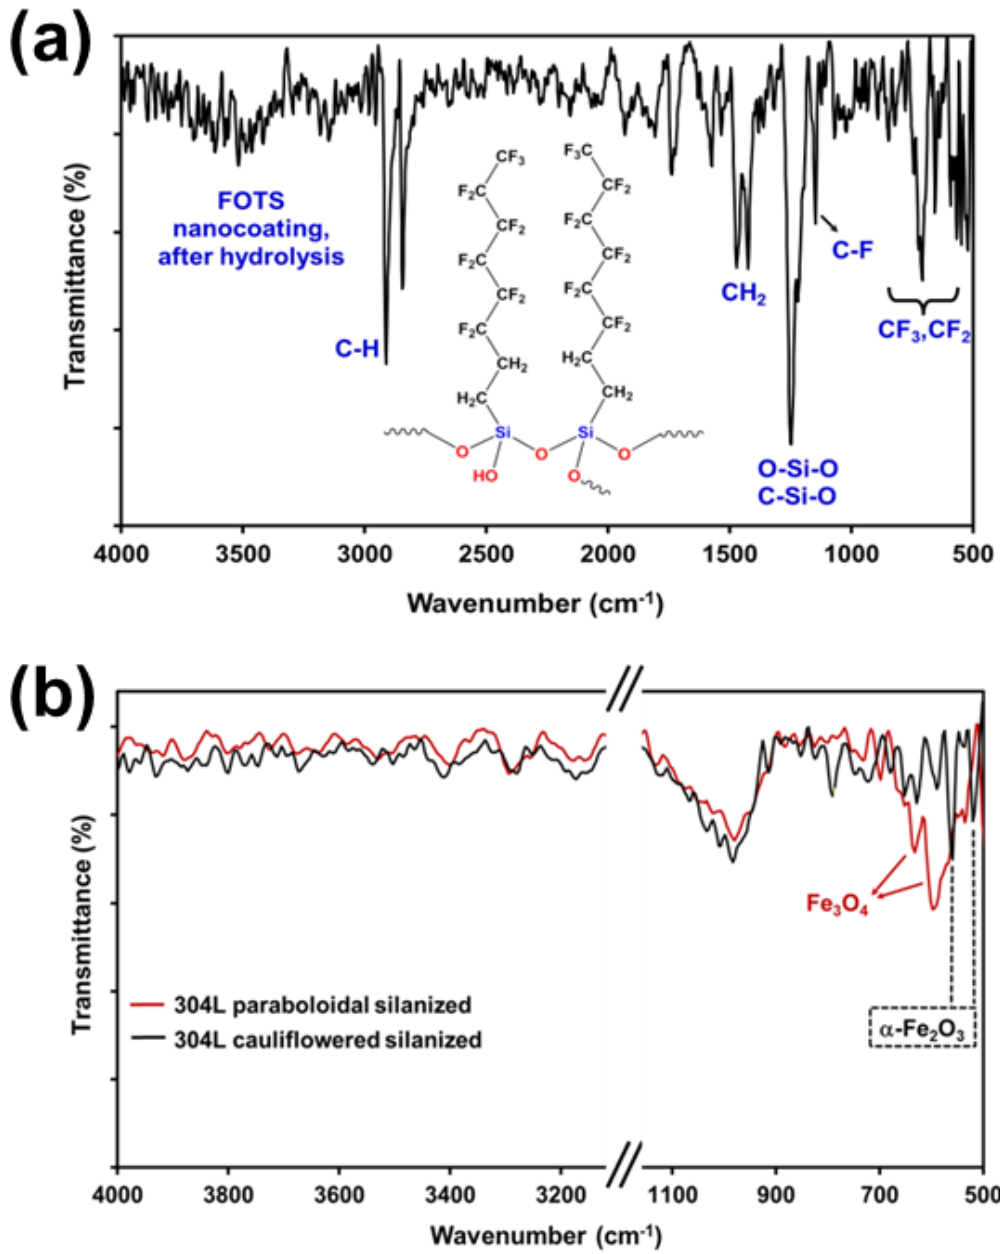 (a)
Transmittance (%)
FOTS
nanocoating,
after hydrolysis
C-H
CF₃
F₂C
CF₂
F₂C
CF₂
F₂C
CH₂
H₂C
F₃C
CF₂
F₂C
CF₂
F₂C
CF₂
H₂C
CH₂
Si
Si
O
O
O
HO
O
CH₂
C-F
CF₃,CF₂
O-Si-O
C-Si-O
4000 3500 3000 2500 2000 1500 1000 500
Wavenumber (cm⁻¹)
(b)
Transmittance (%)
Fe₃O₄
304L paraboloidal silanized
304L cauliflowered silanized
α-Fe₂O₃
4000 3800 3600 3400 3200 1100 900 700 500
Wavenumber (cm⁻¹)